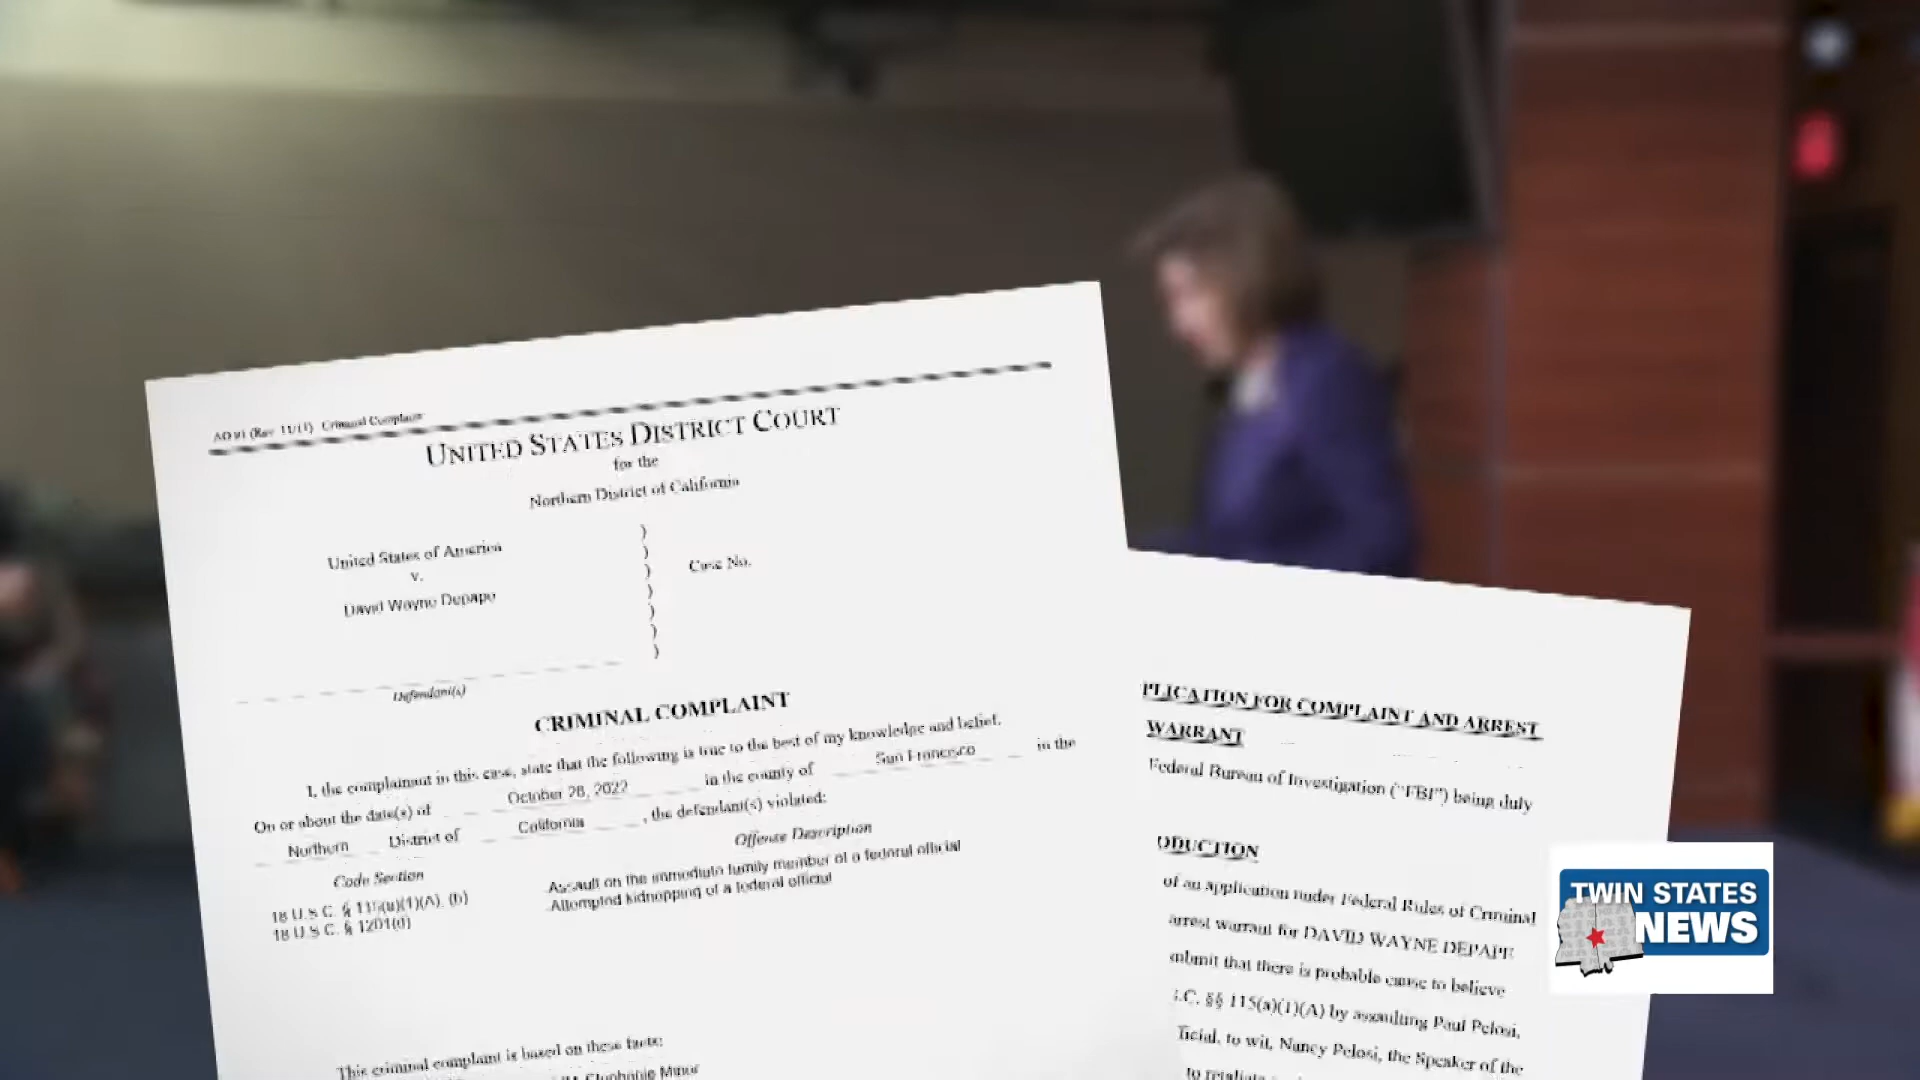 AO 91 (Rev. 11/11) Criminal Complaint
UNITED STATES DISTRICT COURT
for the
Northern District of California
United States of America
v.
David Wayne Depape
)
)
)
)
)
)
)
Case No.
Defendant(s)
CRIMINAL COMPLAINT
I, the complainant in this case, state that the following is true to the best of my knowledge and belief.
On or about the date(s) of October 28, 2022 in the county of San Francisco in the
Northern District of California , the defendant(s) violated:
Code Section Offense Description
18 U.S.C. § 115(a)(1)(A), (b) Assault on the immediate family member of a federal official
18 U.S.C. § 1201(d) Attempted kidnapping of a federal official
This criminal complaint is based on these facts:
Stephanie Minor
PLICATION FOR COMPLAINT AND ARREST
WARRANT
Federal Bureau of Investigation ("FBI") being duly
ODUCTION
of an application under Federal Rules of Criminal
arrest warrant for DAVID WAYNE DEPAPE
ubmit that there is probable cause to believe
.C. §§ 115(a)(1)(A) by assaulting Paul Pelosi,
ficial, to wit, Nancy Pelosi, the Speaker of the
to retaliate
TWIN STATES
NEWS